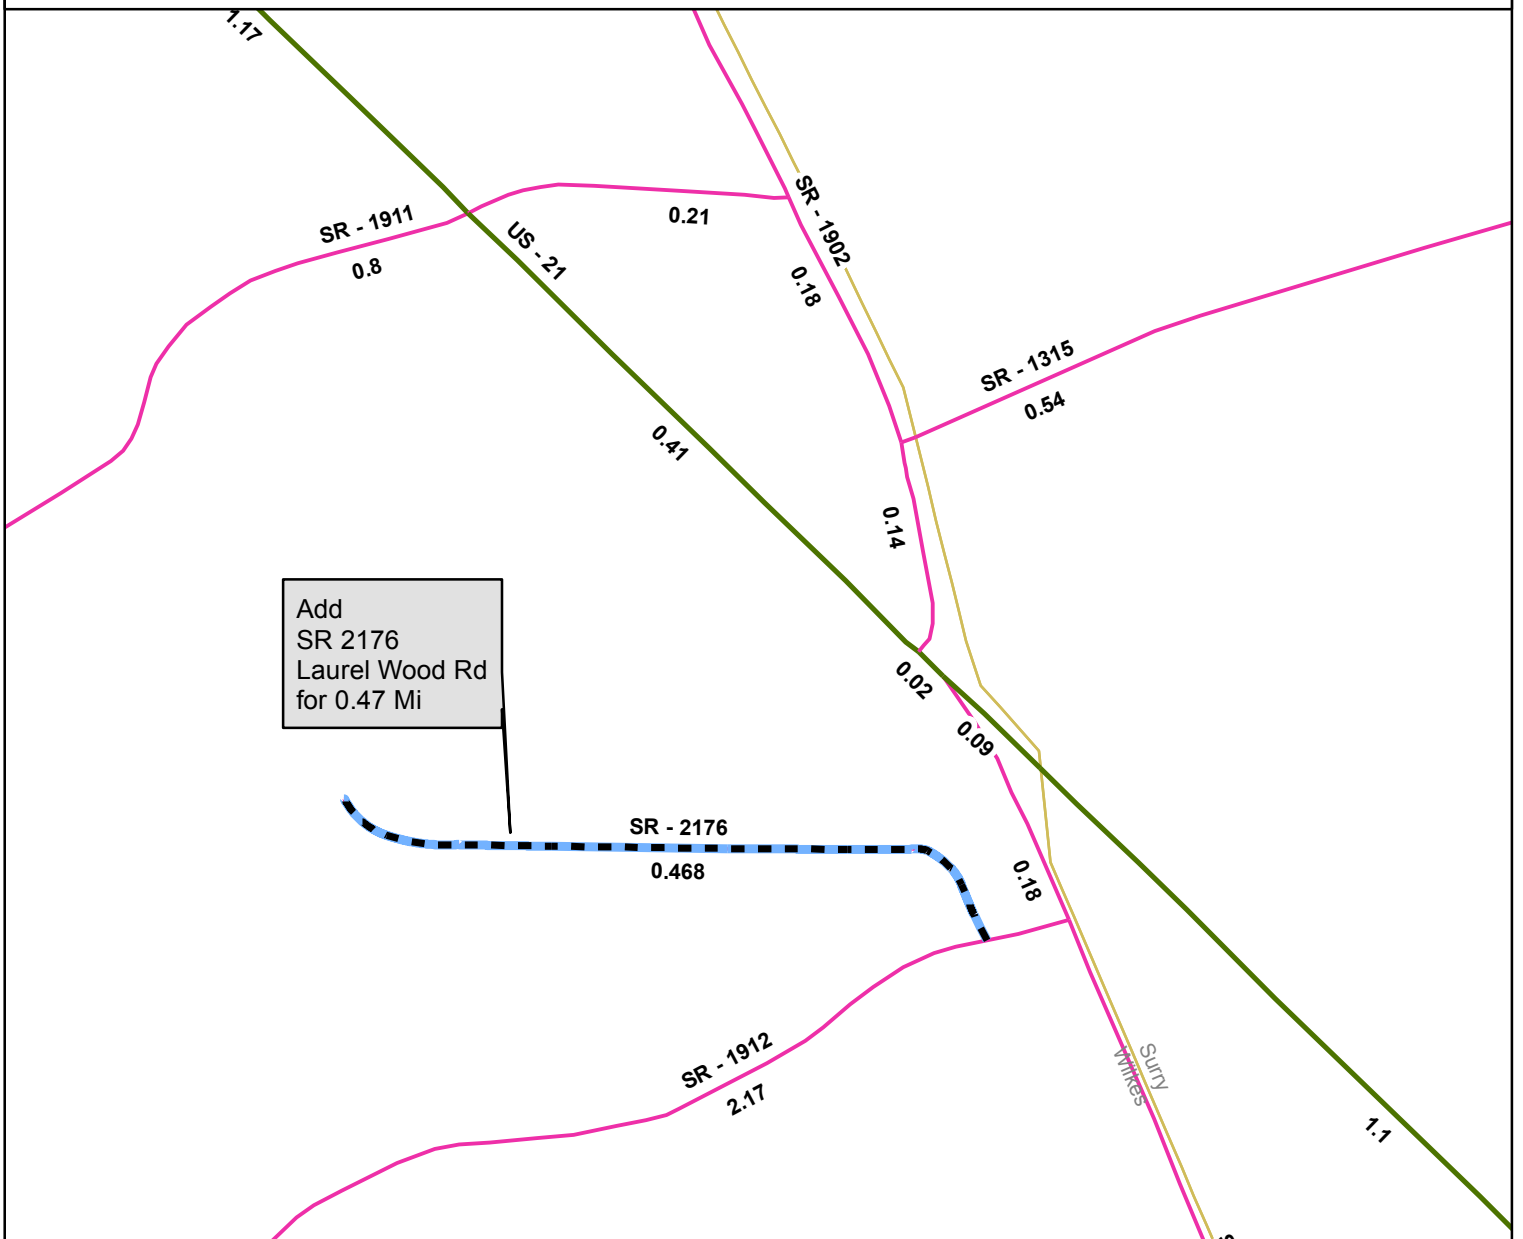 1.17
SR - 1902
SR - 1911
0.21
US - 21
0.8
0.18
SR - 1315
0.54
0.41
0.14
Add
SR 2176
Laurel Wood Rd
for 0.47 Mi
0.02
0.09
SR - 2176
0.468
0.18
SR - 1912
2.17
Surry
Wilkes
1.1